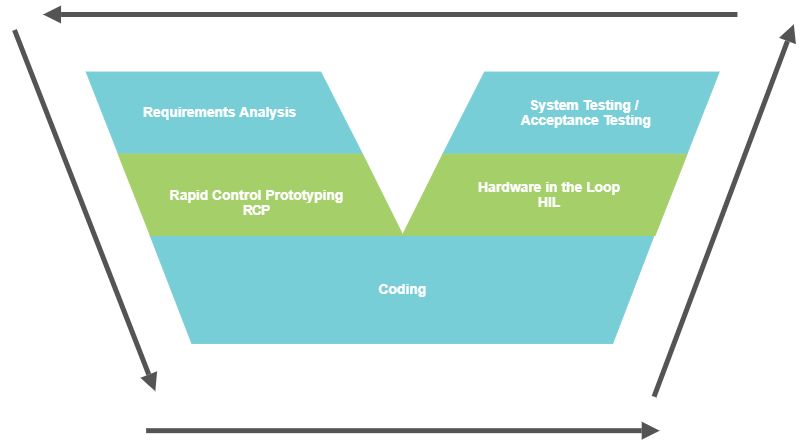 Requirements Analysis
System Testing /
Acceptance Testing
Rapid Control Prototyping
RCP
Hardware in the Loop
HIL
Coding